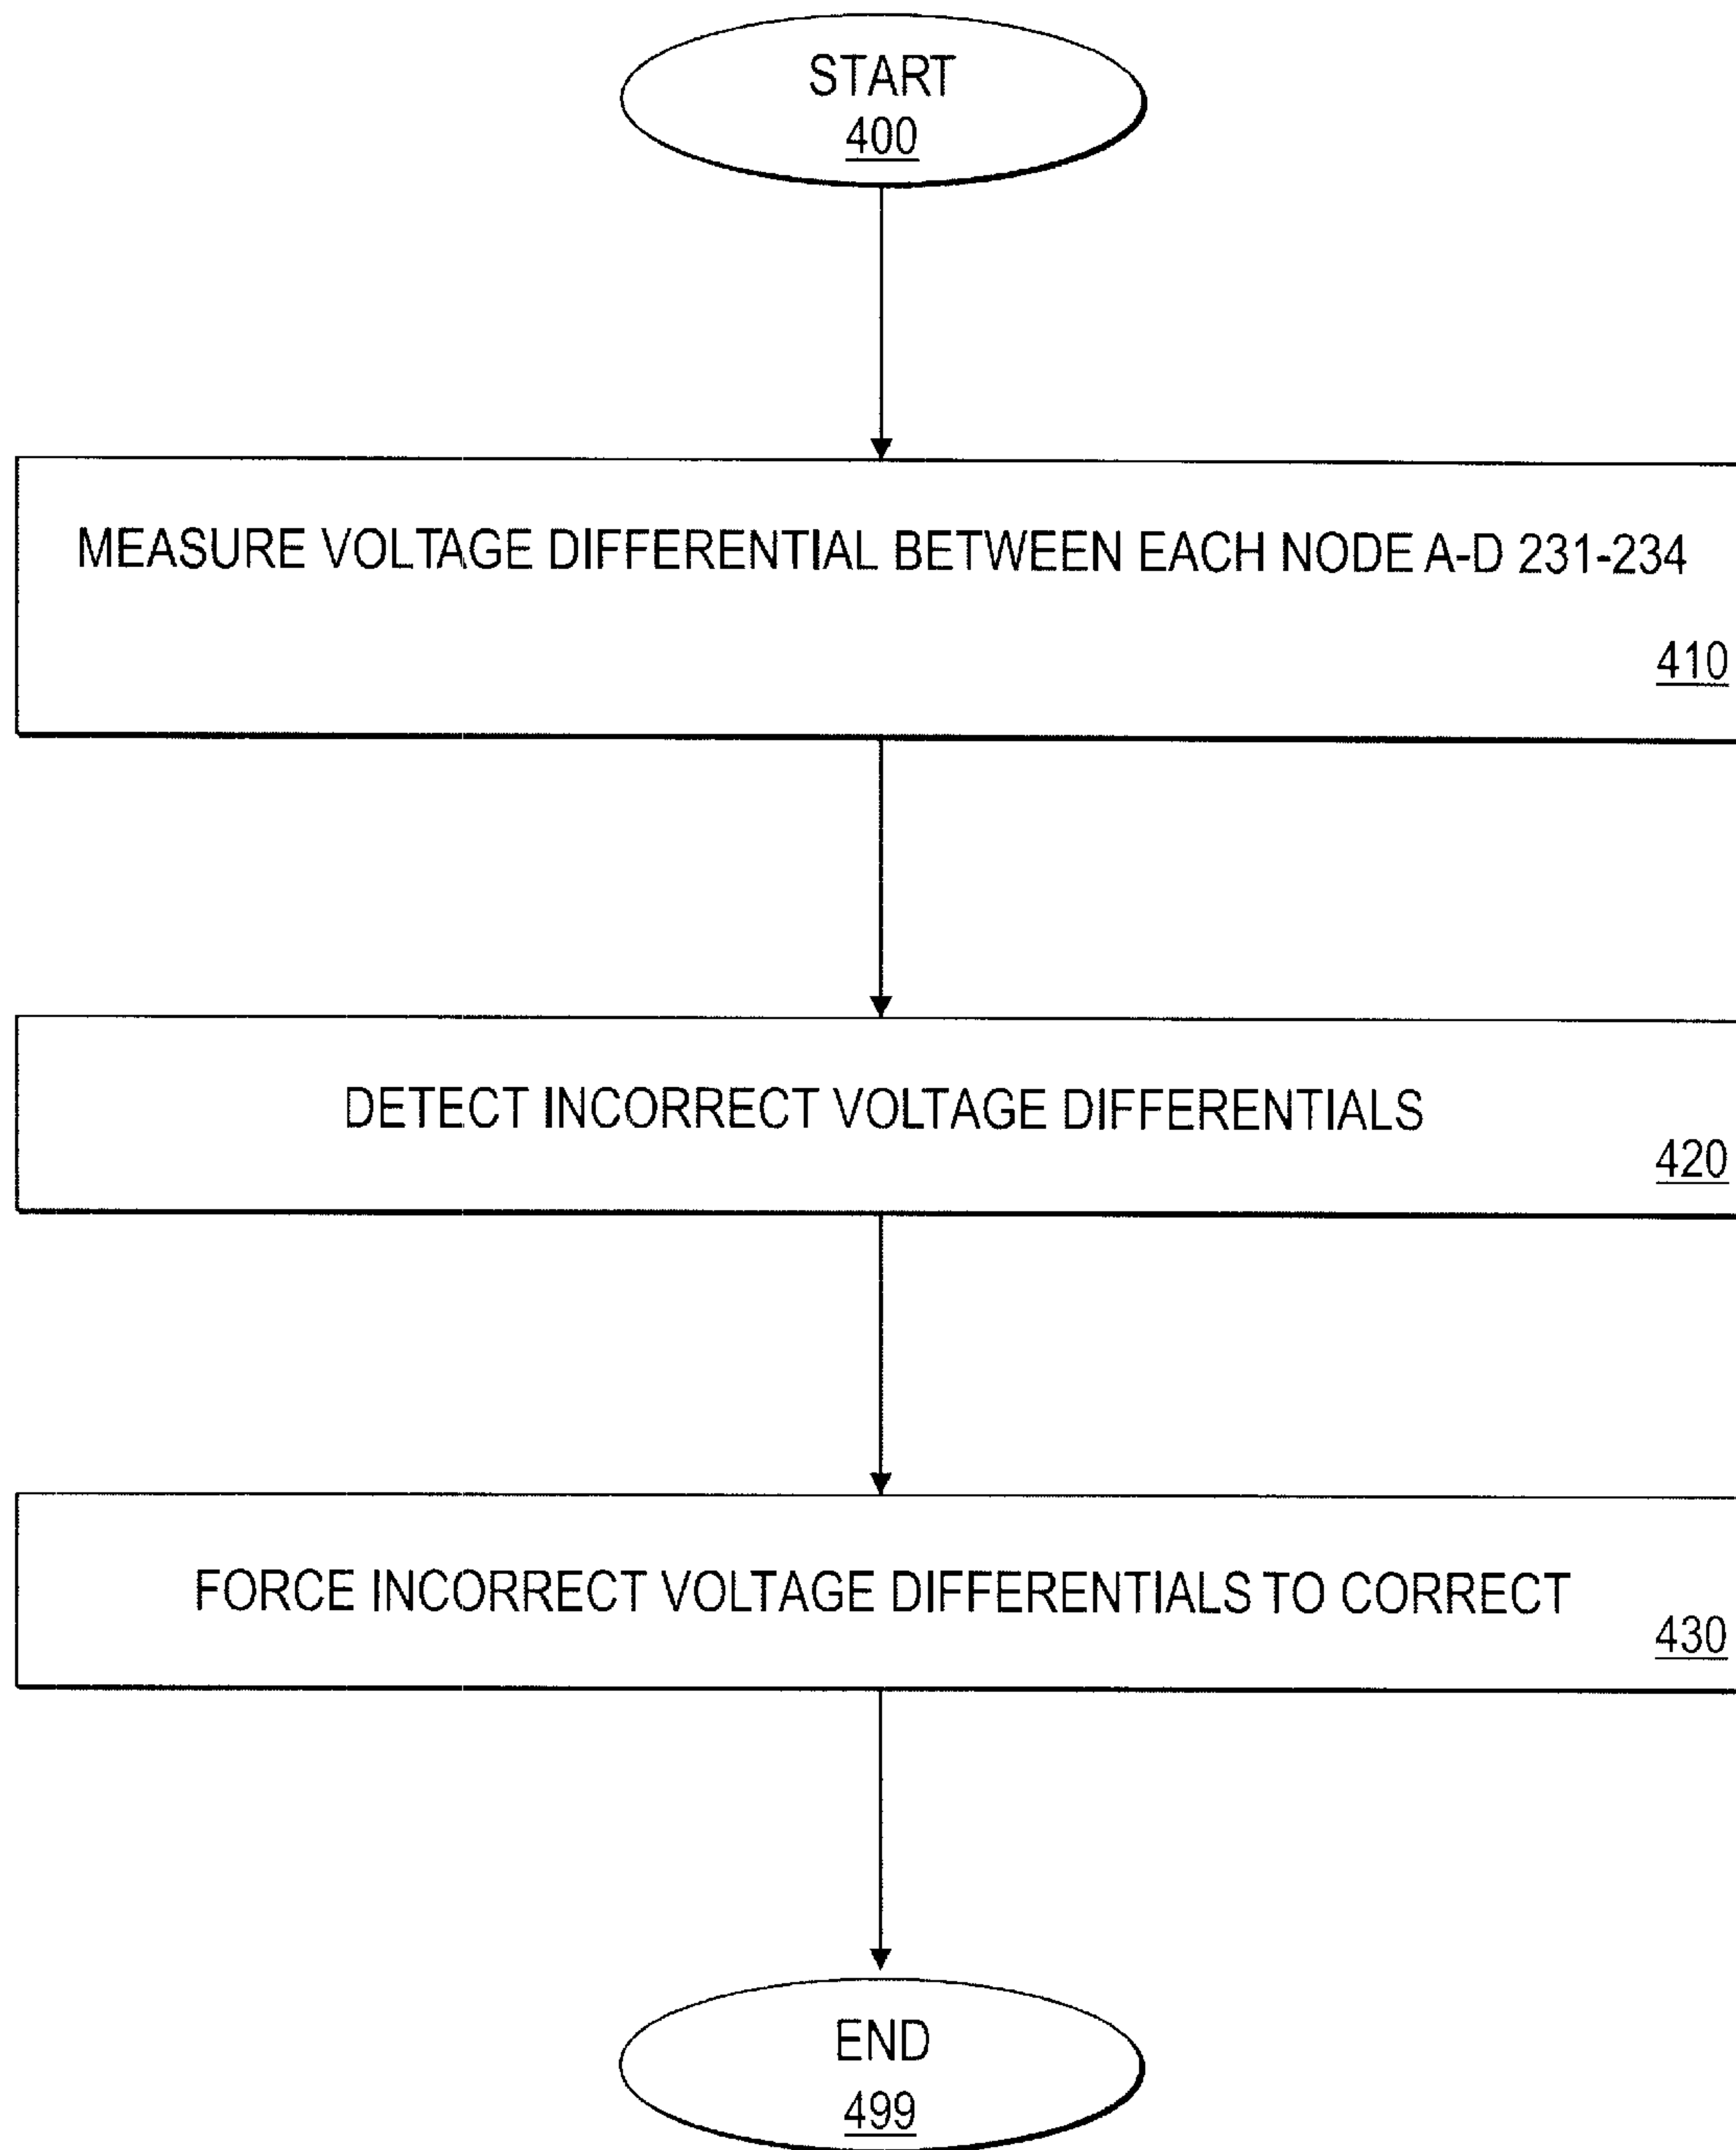 START
400
MEASURE VOLTAGE DIFFERENTIAL BETWEEN EACH NODE A-D 231-234
410
DETECT INCORRECT VOLTAGE DIFFERENTIALS
420
FORCE INCORRECT VOLTAGE DIFFERENTIALS TO CORRECT
430
END
499